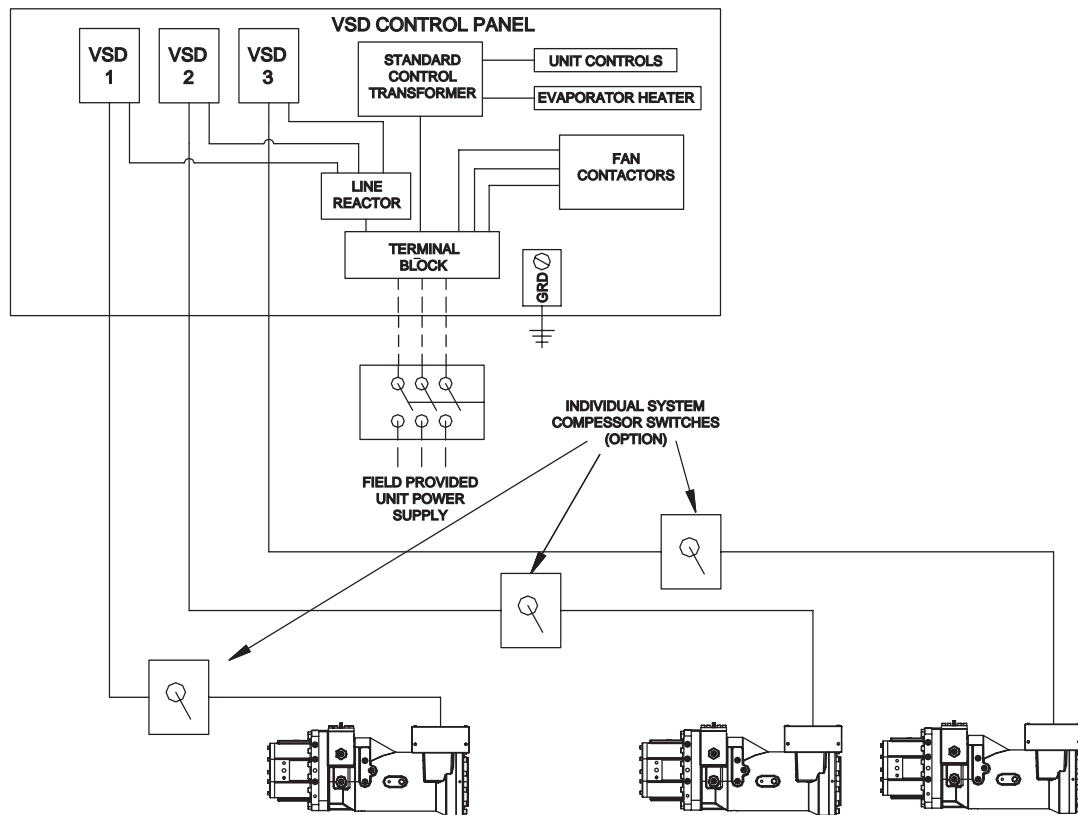 VSD CONTROL PANEL
VSD
1
VSD
2
VSD
3
STANDARD
CONTROL
TRANSFORMER
UNIT CONTROLS
EVAPORATOR HEATER
FAN
CONTACTORS
LINE
REACTOR
TERMINAL
BLOCK
GRD
INDIVIDUAL SYSTEM
COMPESSOR SWITCHES
(OPTION)
FIELD PROVIDED
UNIT POWER
SUPPLY